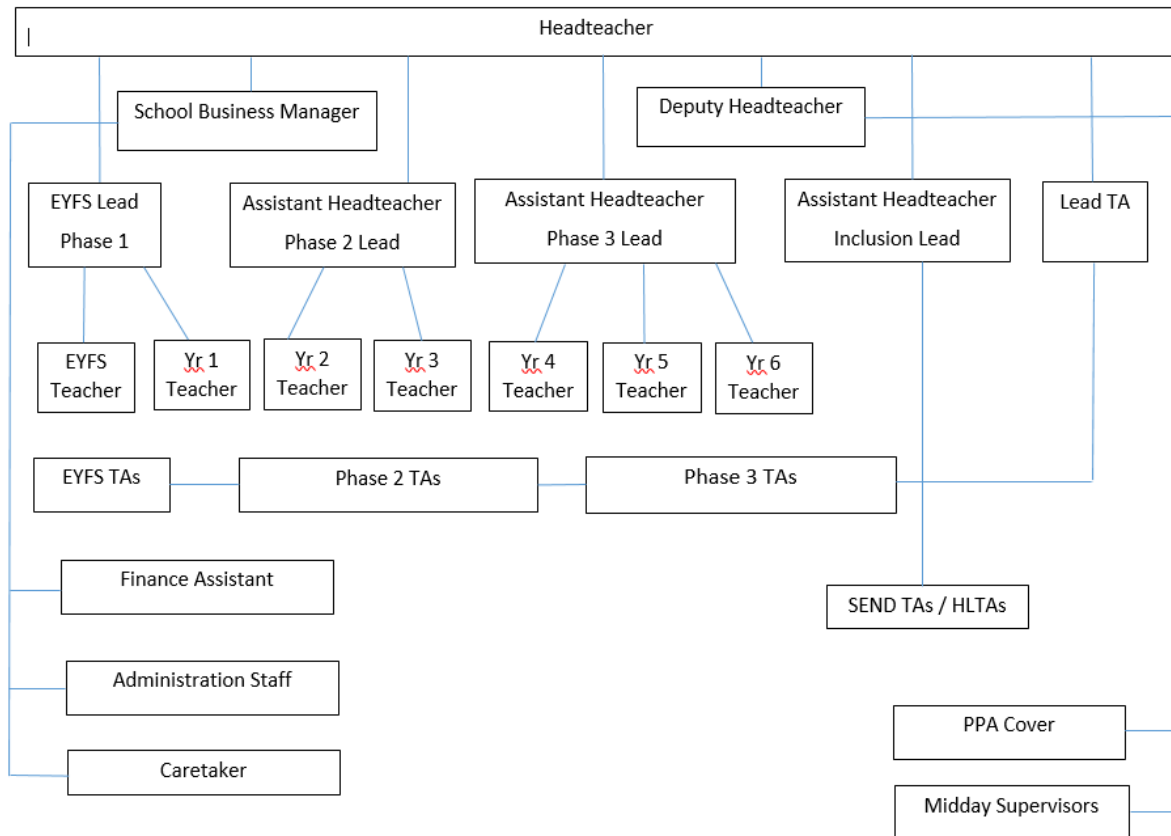 Headteacher
School Business Manager
Deputy Headteacher
EYFS Lead
Phase 1
Assistant Headteacher
Phase 2 Lead
Assistant Headteacher
Phase 3 Lead
Assistant Headteacher
Inclusion Lead
Lead TA
EYFS
Teacher
Yr 1
Teacher
Yr 2
Teacher
Yr 3
Teacher
Yr 4
Teacher
Yr 5
Teacher
Yr 6
Teacher
EYFS TAs
Phase 2 TAs
Phase 3 TAs
Finance Assistant
SEND TAs / HLTAs
Administration Staff
PPA Cover
Caretaker
Midday Supervisors